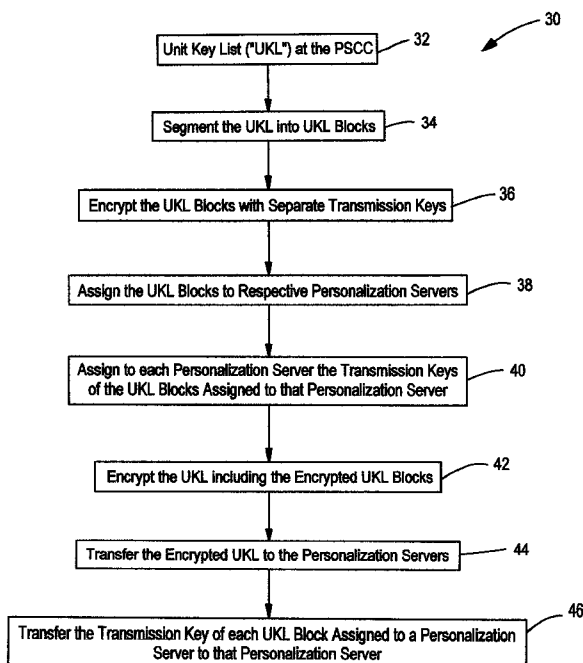 30
Unit Key List ("UKL") at the PSCC
32
Segment the UKL into UKL Blocks
34
Encrypt the UKL Blocks with Separate Transmission Keys
36
Assign the UKL Blocks to Respective Personalization Servers
38
Assign to each Personalization Server the Transmission Keys
of the UKL Blocks Assigned to that Personalization Server
40
Encrypt the UKL including the Encrypted UKL Blocks
42
Transfer the Encrypted UKL to the Personalization Servers
44
Transfer the Transmission Key of each UKL Block Assigned to a Personalization
Server to that Personalization Server
46